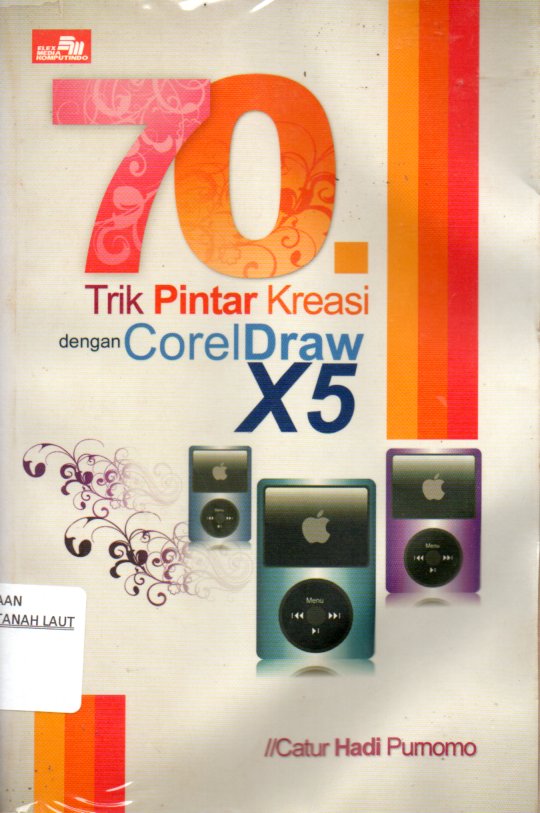 ELEX
MEDIA
KOMPUTINDO
70.
Trik Pintar Kreasi
dengan CorelDraw
X5
Menu
Menu
AAN
TANAH LAUT
//Catur Hadi Purnomo